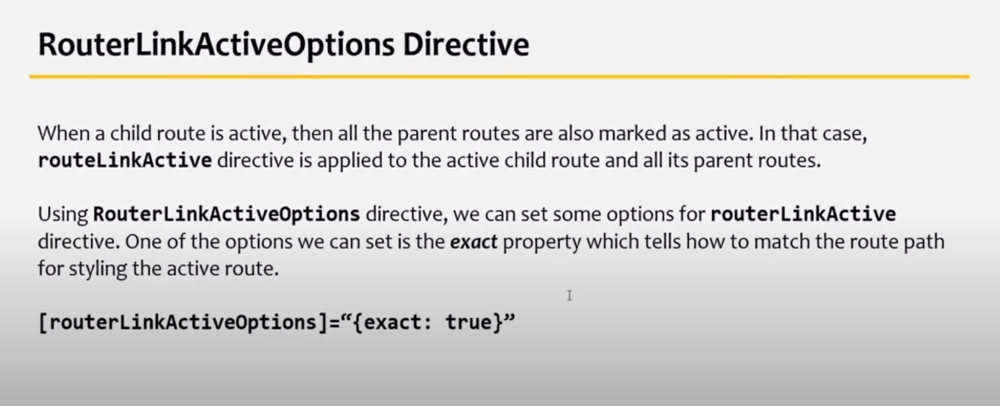 RouterLinkActiveOptions Directive
When a child route is active, then all the parent routes are also marked as active. In that case,
routeLinkActive directive is applied to the active child route and all its parent routes.
Using RouterLinkActiveOptions directive, we can set some options for routerLinkActive
directive. One of the options we can set is the exact property which tells how to match the route path
for styling the active route.
[routerLinkActiveOptions]=“{exact: true}”